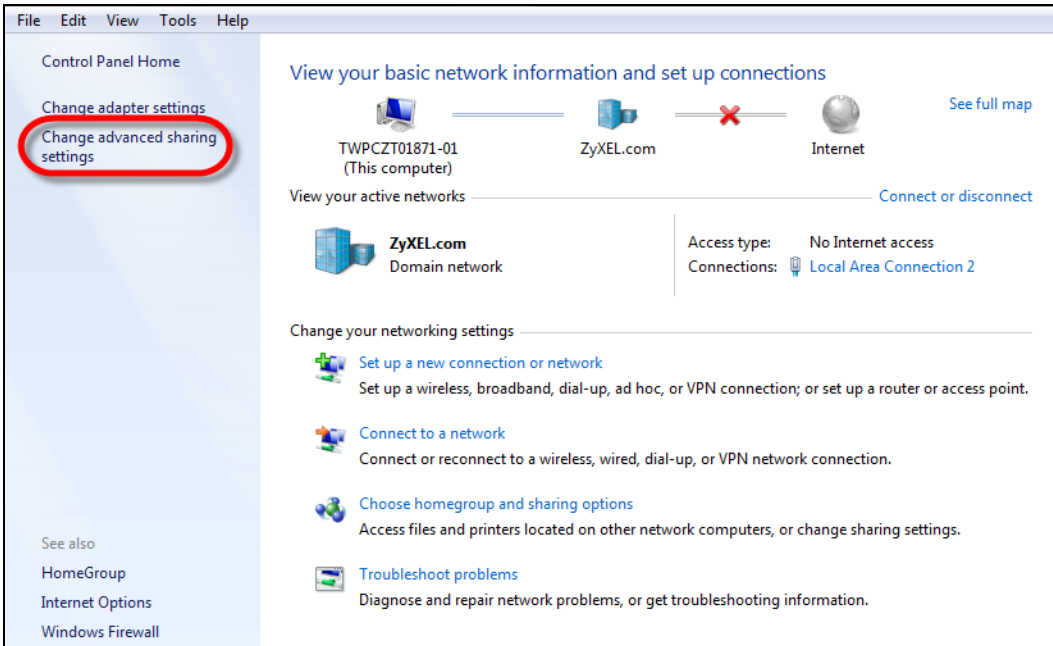 File Edit View Tools Help
Control Panel Home
Change adapter settings
Change advanced sharing
settings
See also
HomeGroup
Internet Options
Windows Firewall
View your basic network information and set up connections
See full map
TWPCZT01871-01
(This computer)
ZyXEL.com
Internet
View your active networks
Connect or disconnect
ZyXEL.com
Domain network
Access type: No Internet access
Connections: Local Area Connection 2
Change your networking settings
Set up a new connection or network
Set up a wireless, broadband, dial-up, ad hoc, or VPN connection; or set up a router or access point.
Connect to a network
Connect or reconnect to a wireless, wired, dial-up, or VPN network connection.
Choose homegroup and sharing options
Access files and printers located on other network computers, or change sharing settings.
Troubleshoot problems
Diagnose and repair network problems, or get troubleshooting information.